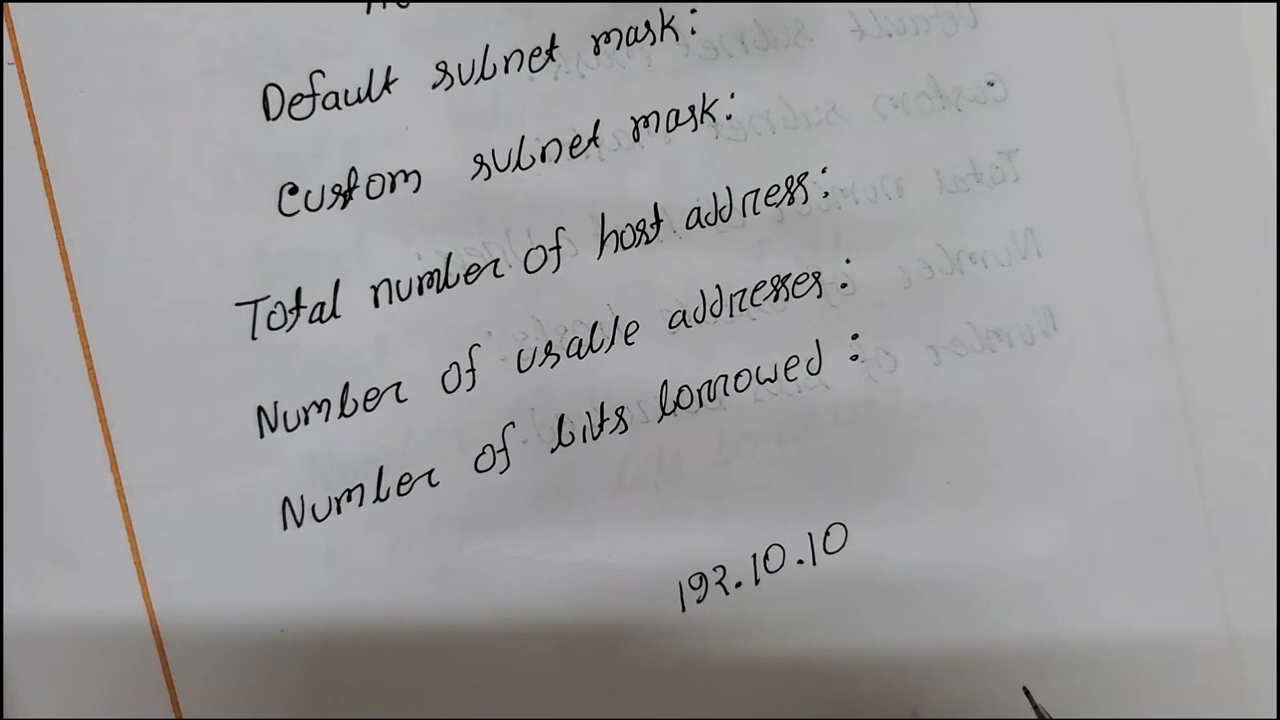 Default subnet mask:
Custom subnet mask:
Total number of host address:
Number of usable addresses:
Number of bits borrowed:
192.10.10